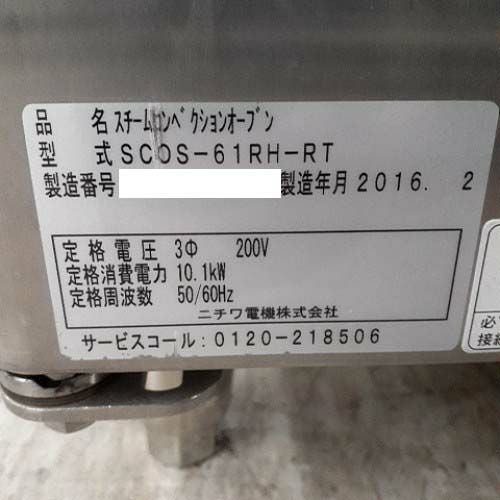 品 名 ｽﾁｰﾑｺﾝﾍﾞｸｼｮﾝｵｰﾌﾞﾝ
型 式 SCOS-61RH-RT
製造番号 製造年月 2016. 2
定格電圧 3Φ 200V
定格消費電力 10.1kW
定格周波数 50/60Hz
ニチワ電機株式会社
サービスコール:0120-218506
必
接続